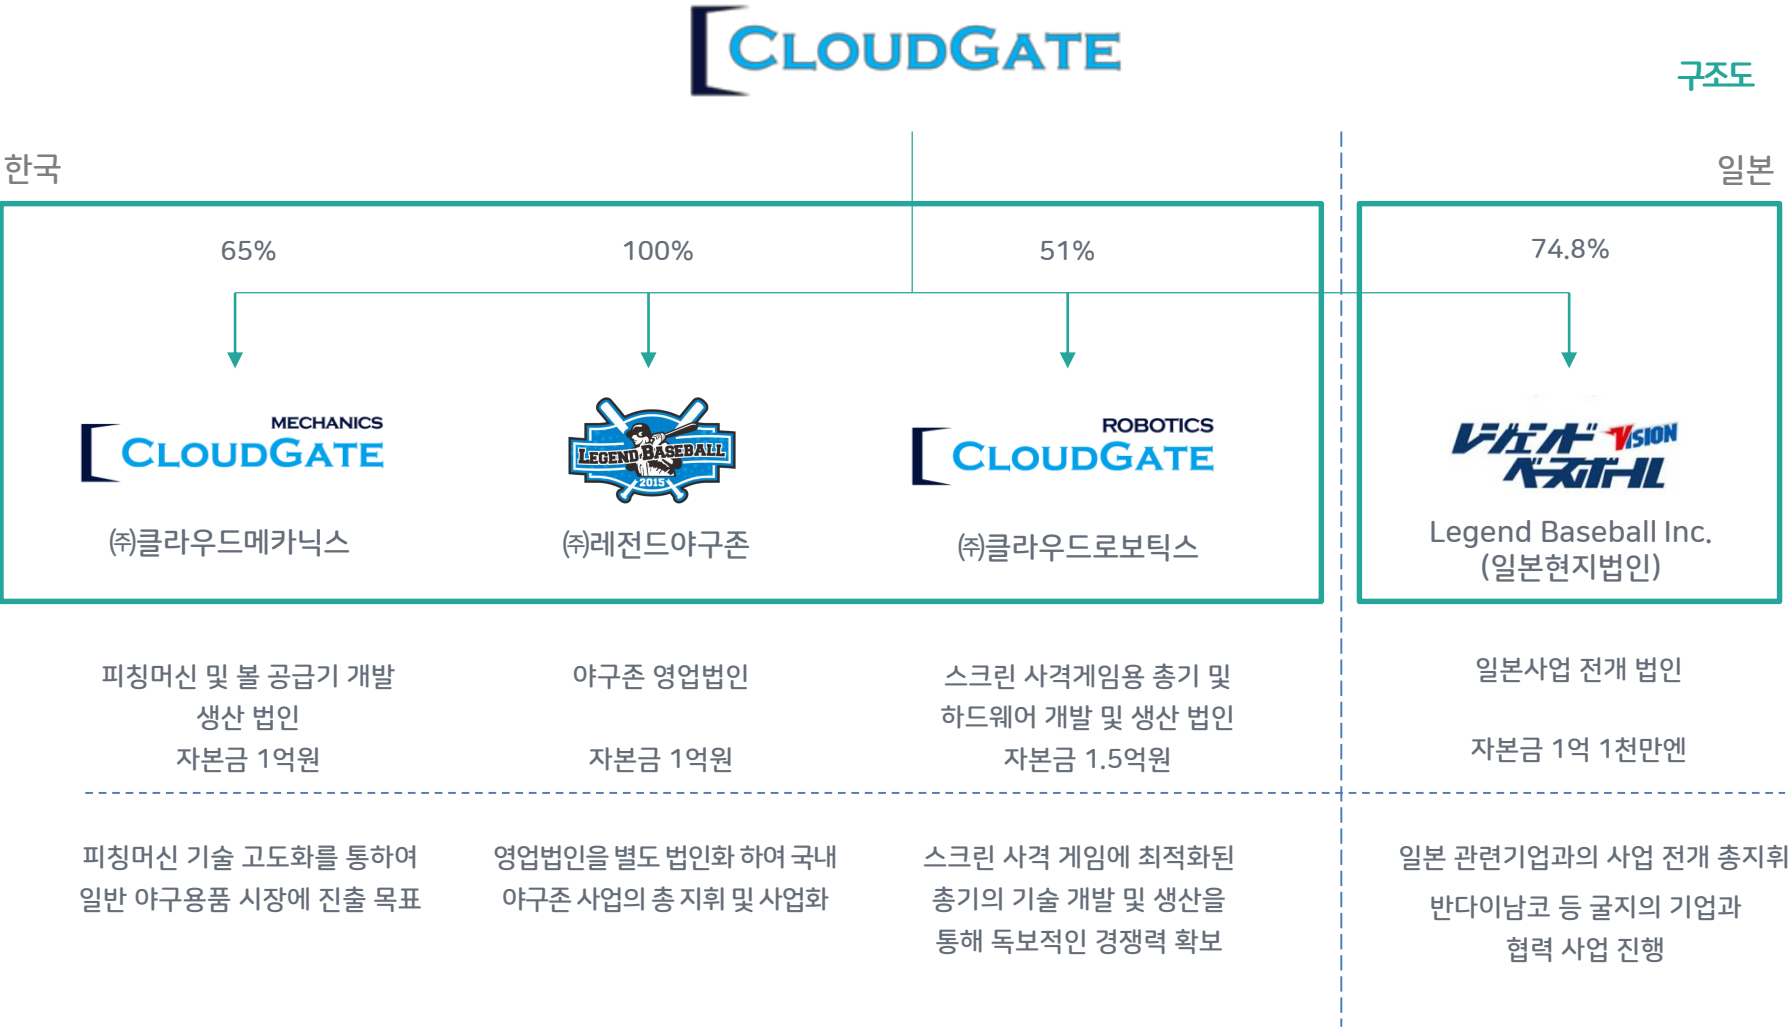 CLOUDGATE
구조도
한국
일본
65%
100%
51%
74.8%
MECHANICS
CLOUDGATE
LEGEND BASEBALL
2015
ROBOTICS
CLOUDGATE
レジェンド VISION
ベースボール
㈜클라우드메카닉스
㈜레전드야구존
㈜클라우드로보틱스
Legend Baseball Inc.
(일본현지법인)
피칭머신 및 볼 공급기 개발
생산 법인
자본금 1억원
야구존 영업법인
자본금 1억원
스크린 사격게임용 총기 및
하드웨어 개발 및 생산 법인
자본금 1.5억원
일본사업 전개 법인
자본금 1억 1천만엔
피칭머신 기술 고도화를 통하여
일반 야구용품 시장에 진출 목표
영업법인을 별도 법인화 하여 국내
야구존 사업의 총 지휘 및 사업화
스크린 사격 게임에 최적화된
총기의 기술 개발 및 생산을
통해 독보적인 경쟁력 확보
일본 관련기업과의 사업 전개 총지휘
반다이남코 등 굴지의 기업과
협력 사업 진행